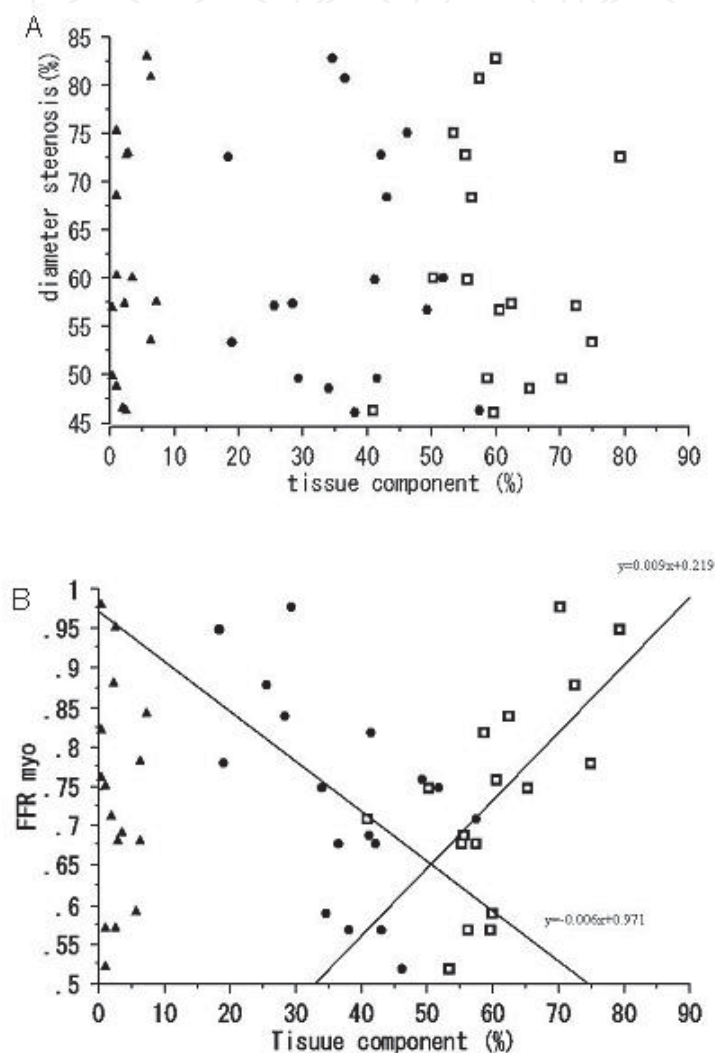 A
diameter steenosis(%)
85
80
75
70
65
60
55
50
45
0 10 20 30 40 50 60 70 80 90
tissue component (%)
y=0.009x+0.219
B
FFR myo
1
.95
.9
.85
.8
.75
.7
.65
.6
.55
.5
y=-0.006x+0.971
0 10 20 30 40 50 60 70 80 90
Tisuue component (%)